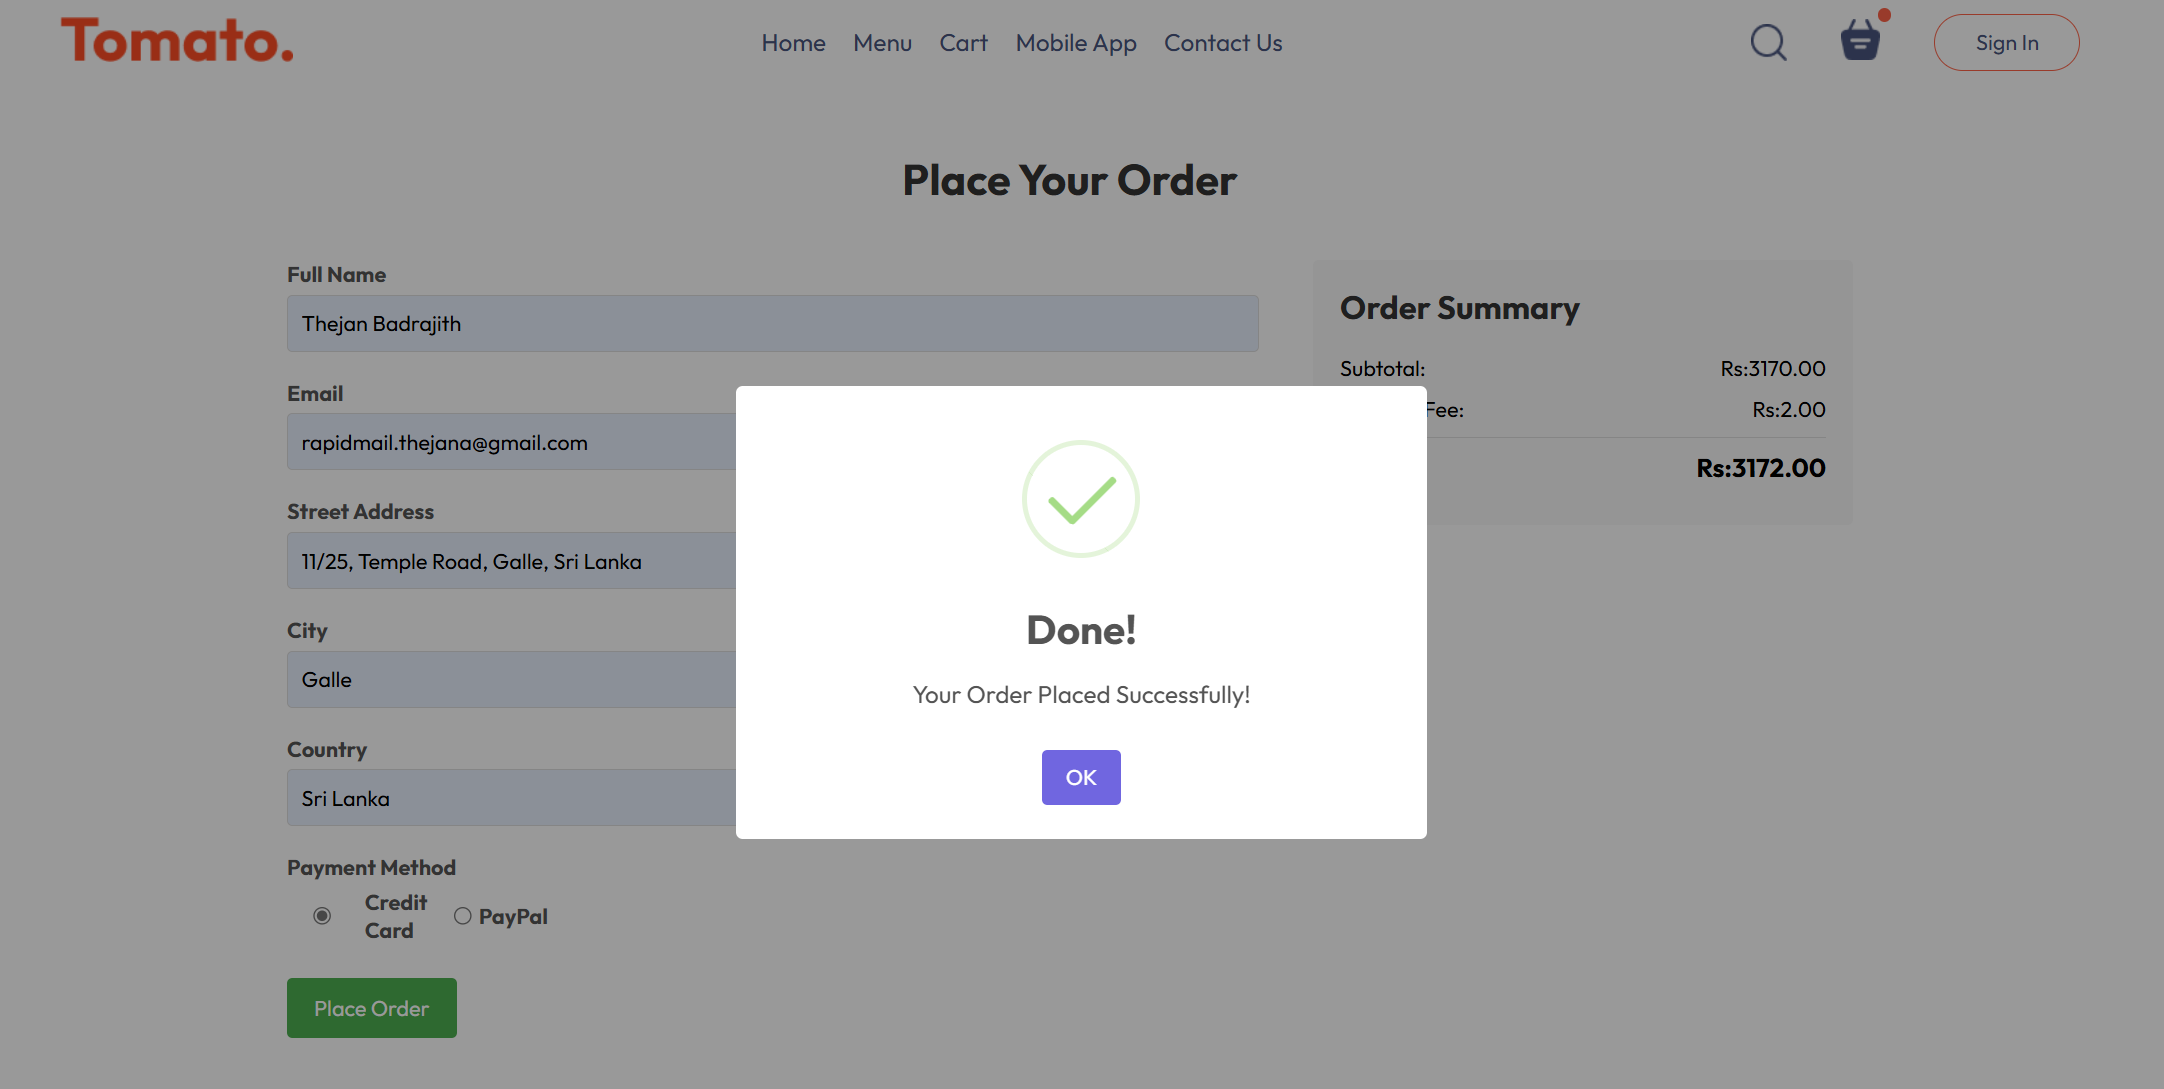 Tomato.
Home Menu Cart Mobile App Contact Us
Sign In
Place Your Order
Full Name
Thejan Badrajith
Email
rapidmail.thejana@gmail.com
Street Address
11/25, Temple Road, Galle, Sri Lanka
City
Galle
Country
Sri Lanka
Payment Method
Credit
Card
PayPal
Place Order
Order Summary
Subtotal: Rs:3170.00
Fee: Rs:2.00
Rs:3172.00
Done!
Your Order Placed Successfully!
OK